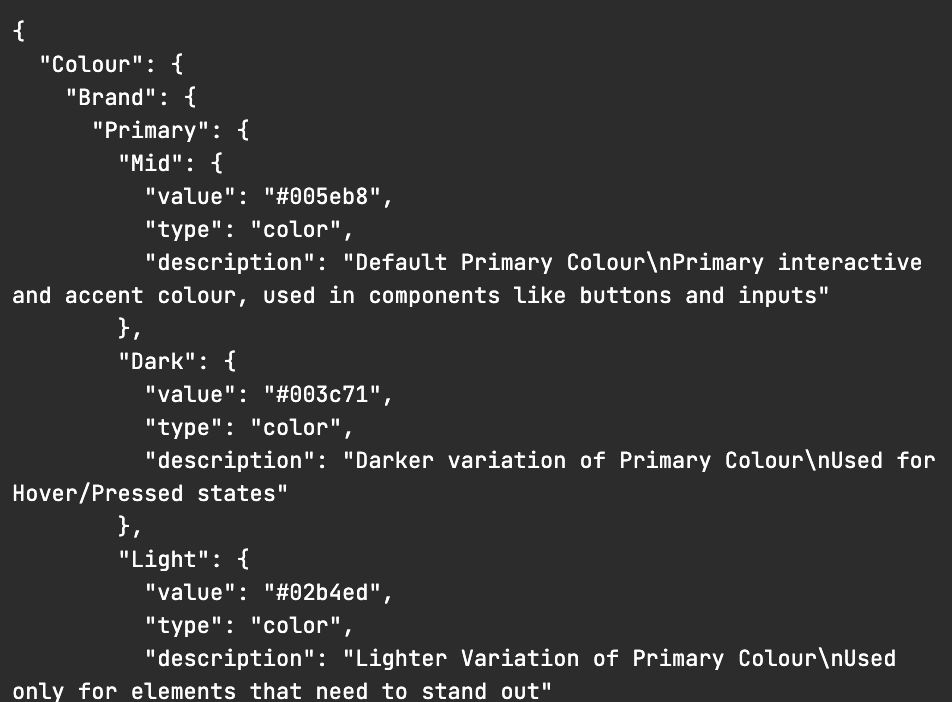 {
  "Colour": {
    "Brand": {
      "Primary": {
        "Mid": {
          "value": "#005eb8",
          "type": "color",
          "description": "Default Primary Colour\nPrimary interactive
and accent colour, used in components like buttons and inputs"
        },
        "Dark": {
          "value": "#003c71",
          "type": "color",
          "description": "Darker variation of Primary Colour\nUsed for
Hover/Pressed states"
        },
        "Light": {
          "value": "#02b4ed",
          "type": "color",
          "description": "Lighter Variation of Primary Colour\nUsed
only for elements that need to stand out"